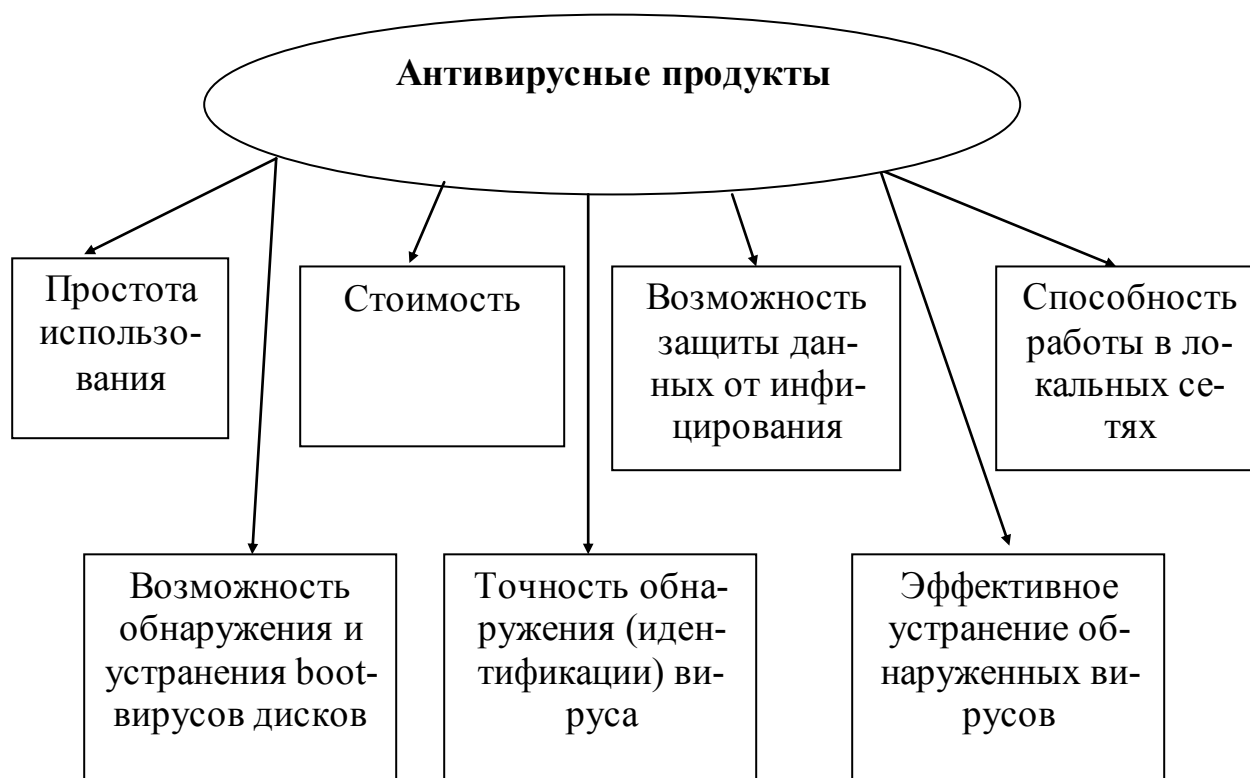 Антивирусные продукты
Простота
использо-
вания
Стоимость
Возможность
защиты дан-
ных от инфи-
цирования
Способность
работы в ло-
кальных се-
тях
Возможность
обнаружения и
устранения boot-
вирусов дисков
Точность обна-
ружения (иден-
тификации) ви-
руса
Эффективное
устранение об-
наруженных ви-
русов